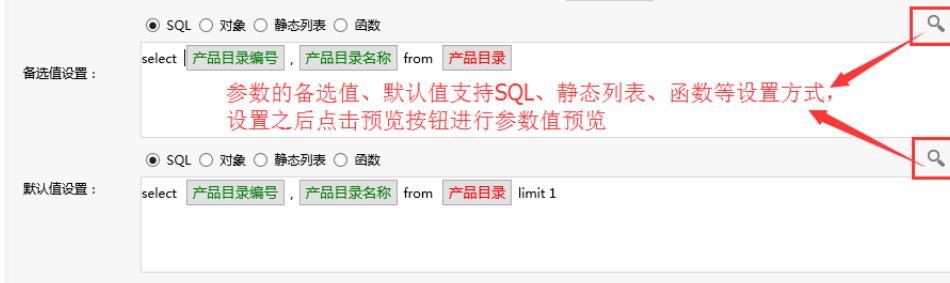 SQL 对象 静态列表 函数
备选值设置：
select 产品目录编号 , 产品目录名称 from 产品目录
参数的备选值、默认值支持SQL、静态列表、函数等设置方式，
设置之后点击预览按钮进行参数值预览
SQL 对象 静态列表 函数
默认值设置：
select 产品目录编号 , 产品目录名称 from 产品目录 limit 1